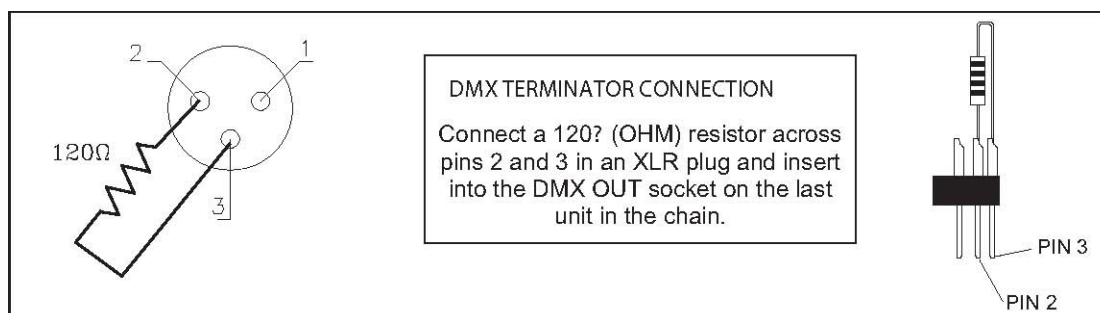 2
1
120Ω
3
DMX TERMINATOR CONNECTION
Connect a 120? (OHM) resistor across
pins 2 and 3 in an XLR plug and insert
into the DMX OUT socket on the last
unit in the chain.
PIN 3
PIN 2